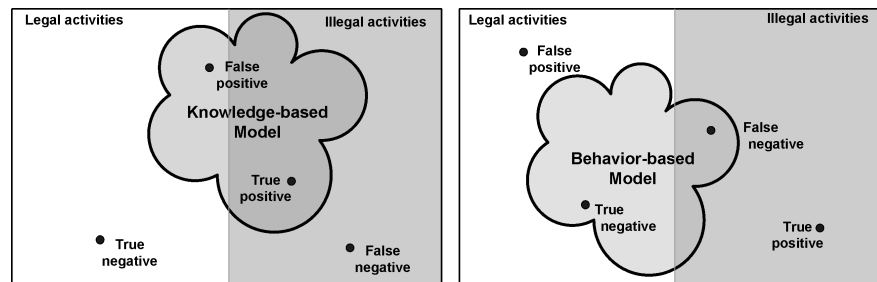 Legal activities
Illegal activities
False
positive
Knowledge-based
Model
True
positive
True
negative
False
negative
Legal activities
Illegal activities
False
positive
False
negative
Behavior-based
Model
True
negative
True
positive